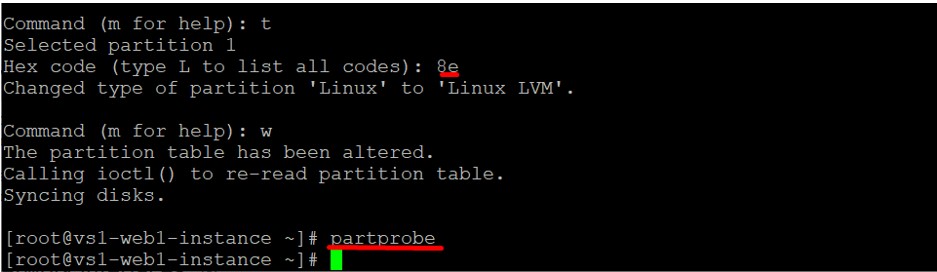 Command (m for help): t
Selected partition 1
Hex code (type L to list all codes): 8e
Changed type of partition 'Linux' to 'Linux LVM'.
Command (m for help): w
The partition table has been altered.
Calling ioctl() to re-read partition table.
Syncing disks.
[root@vs1-web1-instance ~]# partprobe
[root@vs1-web1-instance ~]#